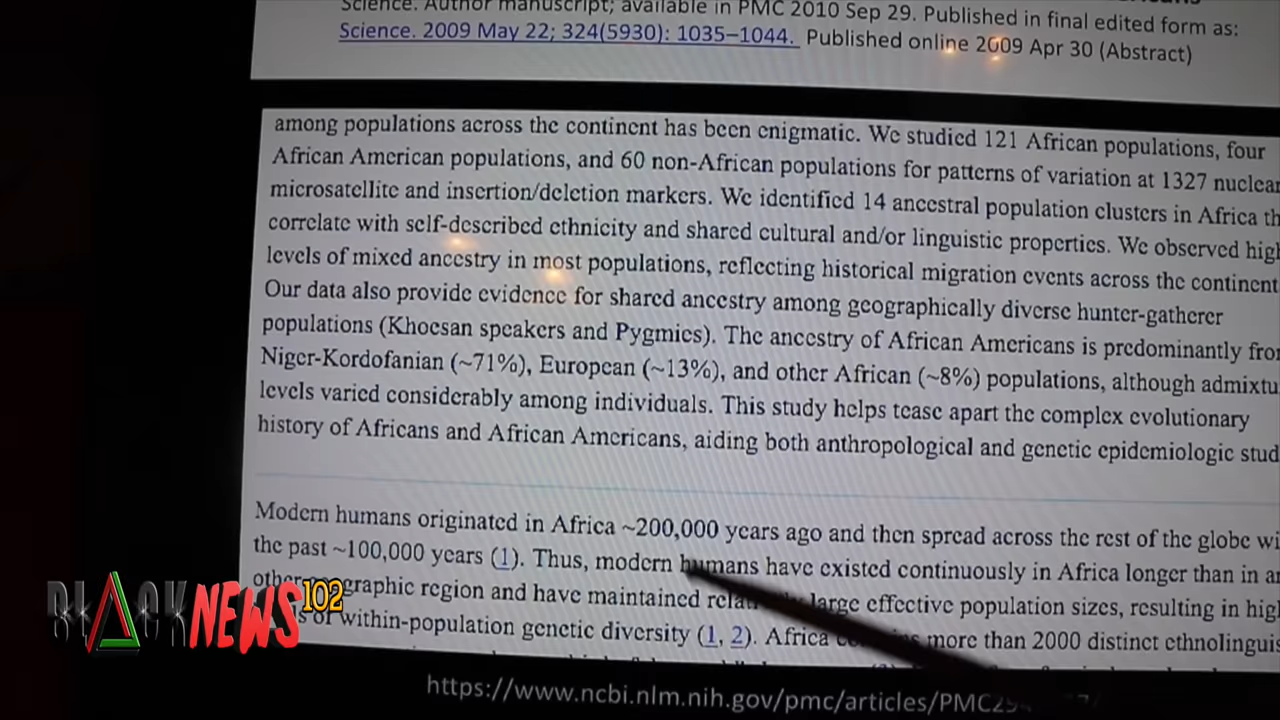 Science. Author manuscript; available in PMC 2010 Sep 29. Published in final edited form as:
Science. 2009 May 22; 324(5930): 1035–1044. Published online 2009 Apr 30 (Abstract)
among populations across the continent has been enigmatic. We studied 121 African populations, four
African American populations, and 60 non-African populations for patterns of variation at 1327 nuclear
microsatellite and insertion/deletion markers. We identified 14 ancestral population clusters in Africa th
correlate with self-described ethnicity and shared cultural and/or linguistic properties. We observed hig
levels of mixed ancestry in most populations, reflecting historical migration events across the continent
Our data also provide evidence for shared ancestry among geographically diverse hunter-gatherer
populations (Khoesan speakers and Pygmies). The ancestry of African Americans is predominantly fro
Niger-Kordofanian (~71%), European (~13%), and other African (~8%) populations, although admixtu
levels varied considerably among individuals. This study helps tease apart the complex evolutionary
history of Africans and African Americans, aiding both anthropological and genetic epidemiologic stud
Modern humans originated in Africa ~200,000 years ago and then spread across the rest of the globe wi
the past ~100,000 years (1). Thus, modern humans have existed continuously in Africa longer than in a
other graphic region and have maintained large effective population sizes, resulting in hig
s of within-population genetic diversity (1, 2). Africa more than 2000 distinct ethnolinguis
BLACK NEWS 102
https://www.ncbi.nlm.nih.gov/pmc/articles/PMC29